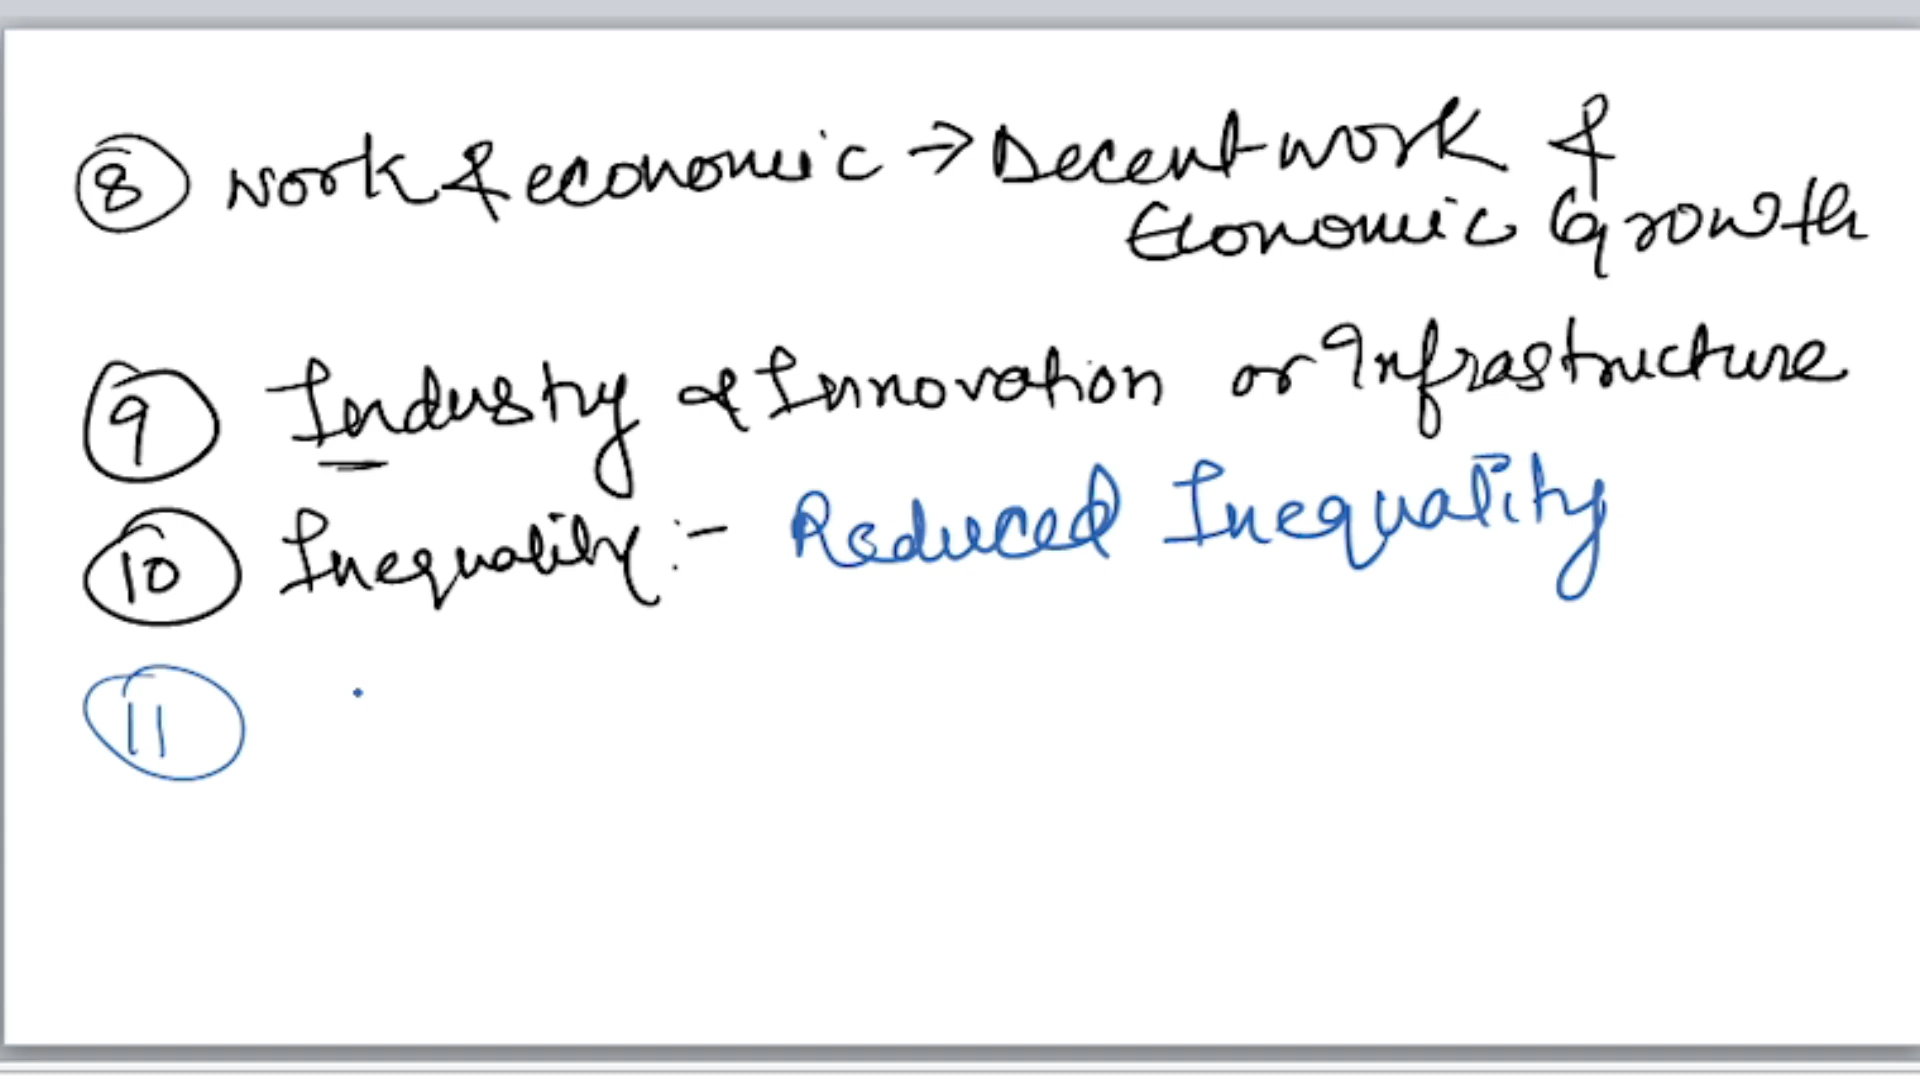 8 Work & economic → Decent work &
Economic Growth
9 Industry & Innovation or Infrastructure
10 Inequality :- Reduced Inequality
11